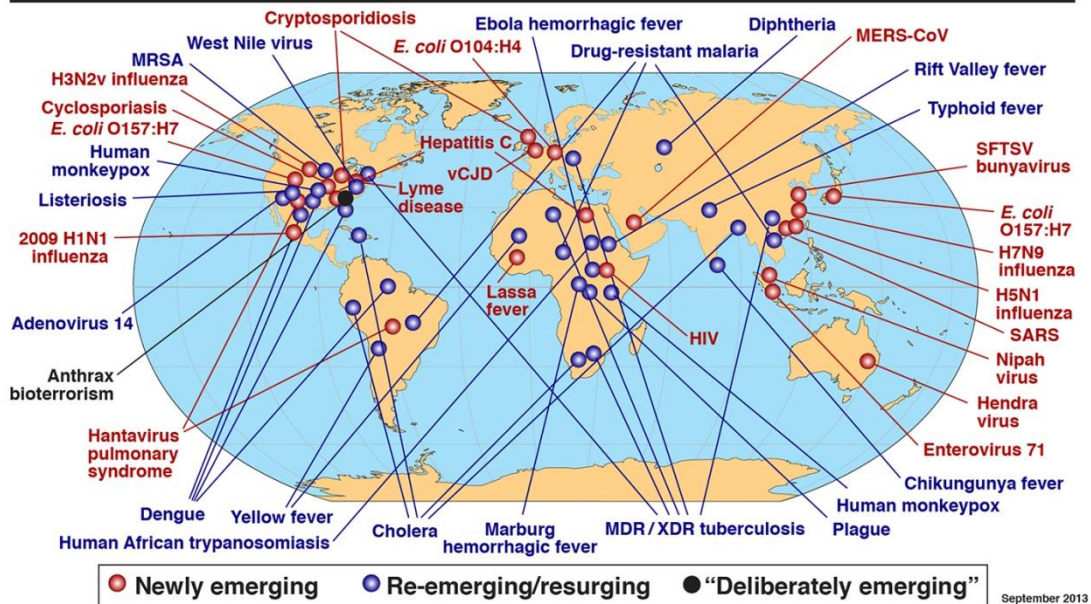 Cryptosporidiosis
Ebola hemorrhagic fever
Diphtheria
West Nile virus
E. coli O104:H4
Drug-resistant malaria
MERS-CoV
MRSA
Rift Valley fever
H3N2v influenza
Typhoid fever
Cyclosporiasis
E. coli O157:H7
Hepatitis C
SFTSV
bunyavirus
Human
monkeypox
vCJD
Listeriosis
Lyme
disease
E. coli
O157:H7
2009 H1N1
influenza
H7N9
influenza
Lassa
fever
H5N1
influenza
Adenovirus 14
HIV
SARS
Anthrax
bioterrorism
Nipah
virus
Hendra
virus
Hantavirus
pulmonary
syndrome
Enterovirus 71
Chikungunya fever
Dengue
Yellow fever
Human monkeypox
Human African trypanosomiasis
Cholera
Marburg
hemorrhagic fever
MDR/XDR tuberculosis
Plague
Newly emerging
Re-emerging/resurging
“Deliberately emerging”
September 2013